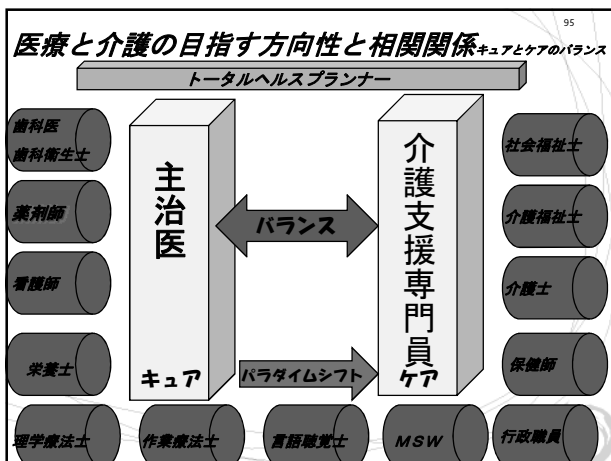 95
医療と介護の目指す方向性と相関関係キュアとケアのバランス
トータルヘルスプランナー
歯科医
歯科衛生士
薬剤師
看護師
栄養士
主治医
キュア
バランス
パラダイムシフト
介護支援専門員
ケア
社会福祉士
介護福祉士
介護士
保健師
理学療法士
作業療法士
言語聴覚士
MSW
行政職員